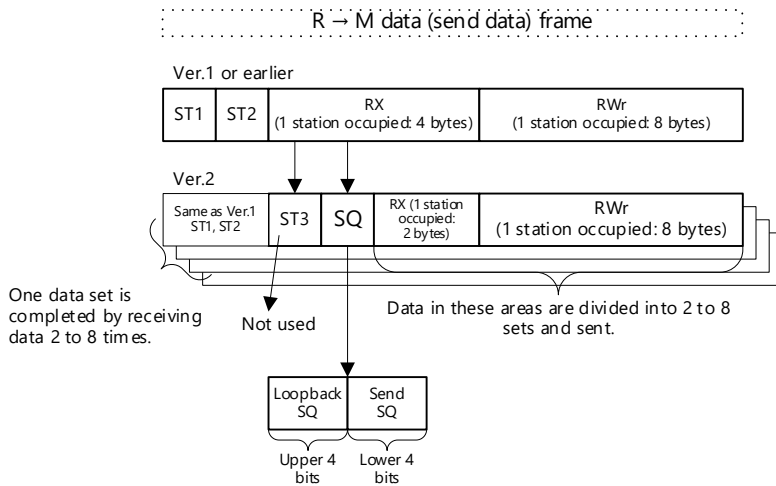 R → M data (send data) frame
Ver.1 or earlier
ST1
ST2
RX
(1 station occupied: 4 bytes)
RWr
(1 station occupied: 8 bytes)
Ver.2
Same as Ver.1
ST1, ST2
ST3
SQ
RX (1 station
occupied:
2 bytes)
RWr
(1 station occupied: 8 bytes)
One data set is
completed by receiving
data 2 to 8 times.
Not used
Data in these areas are divided into 2 to 8
sets and sent.
Loopback
SQ
Send
SQ
Upper 4
bits
Lower 4
bits